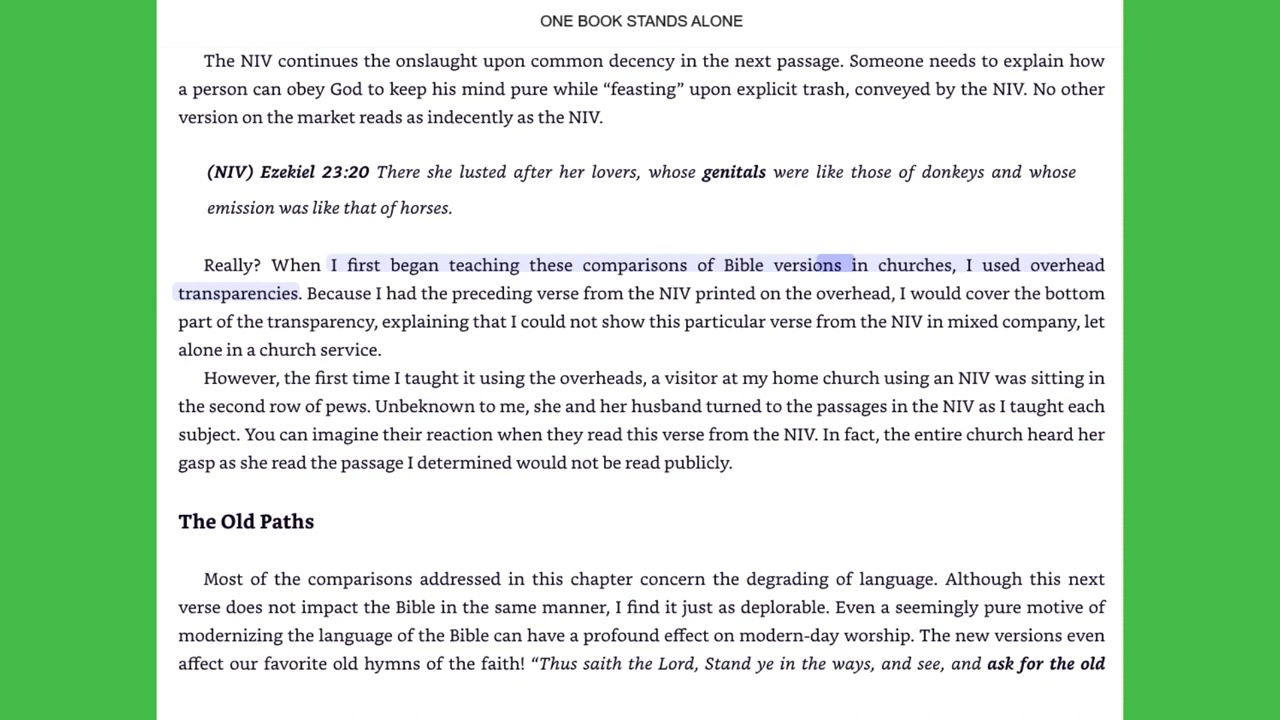 ONE BOOK STANDS ALONE
The NIV continues the onslaught upon common decency in the next passage. Someone needs to explain how
a person can obey God to keep his mind pure while “feasting” upon explicit trash, conveyed by the NIV. No other
version on the market reads as indecently as the NIV.
(NIV) Ezekiel 23:20 There she lusted after her lovers, whose genitals were like those of donkeys and whose
emission was like that of horses.
Really? When I first began teaching these comparisons of Bible versions in churches, I used overhead
transparencies. Because I had the preceding verse from the NIV printed on the overhead, I would cover the bottom
part of the transparency, explaining that I could not show this particular verse from the NIV in mixed company, let
alone in a church service.
However, the first time I taught it using the overheads, a visitor at my home church using an NIV was sitting in
the second row of pews. Unbeknown to me, she and her husband turned to the passages in the NIV as I taught each
subject. You can imagine their reaction when they read this verse from the NIV. In fact, the entire church heard her
gasp as she read the passage I determined would not be read publicly.
The Old Paths
Most of the comparisons addressed in this chapter concern the degrading of language. Although this next
verse does not impact the Bible in the same manner, I find it just as deplorable. Even a seemingly pure motive of
modernizing the language of the Bible can have a profound effect on modern-day worship. The new versions even
affect our favorite old hymns of the faith! “Thus saith the Lord, Stand ye in the ways, and see, and ask for the old